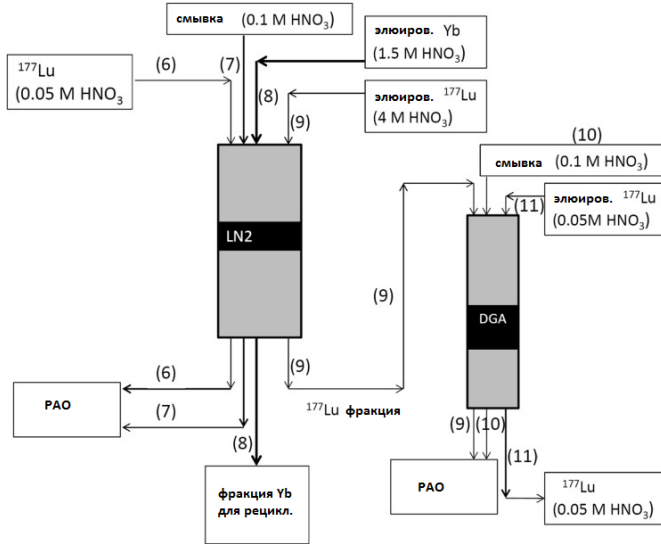 смывка (0.1 M HNO₃)
элюиров. Yb
(1.5 M HNO₃)
¹⁷⁷Lu
(0.05 M HNO₃
(6)
(7)
(8)
(9)
элюиров. ¹⁷⁷Lu
(4 M HNO₃)
(10)
смывка (0.1 M HNO₃)
элюиров. ¹⁷⁷Lu
(11)
(0.05M HNO₃)
LN2
(9)
DGA
(6)
(9)
РАО
(7)
¹⁷⁷Lu фракция
(8)
(9)
(10)
(11)
фракция Yb
для рецикл.
РАО
¹⁷⁷Lu
(0.05 M HNO₃)